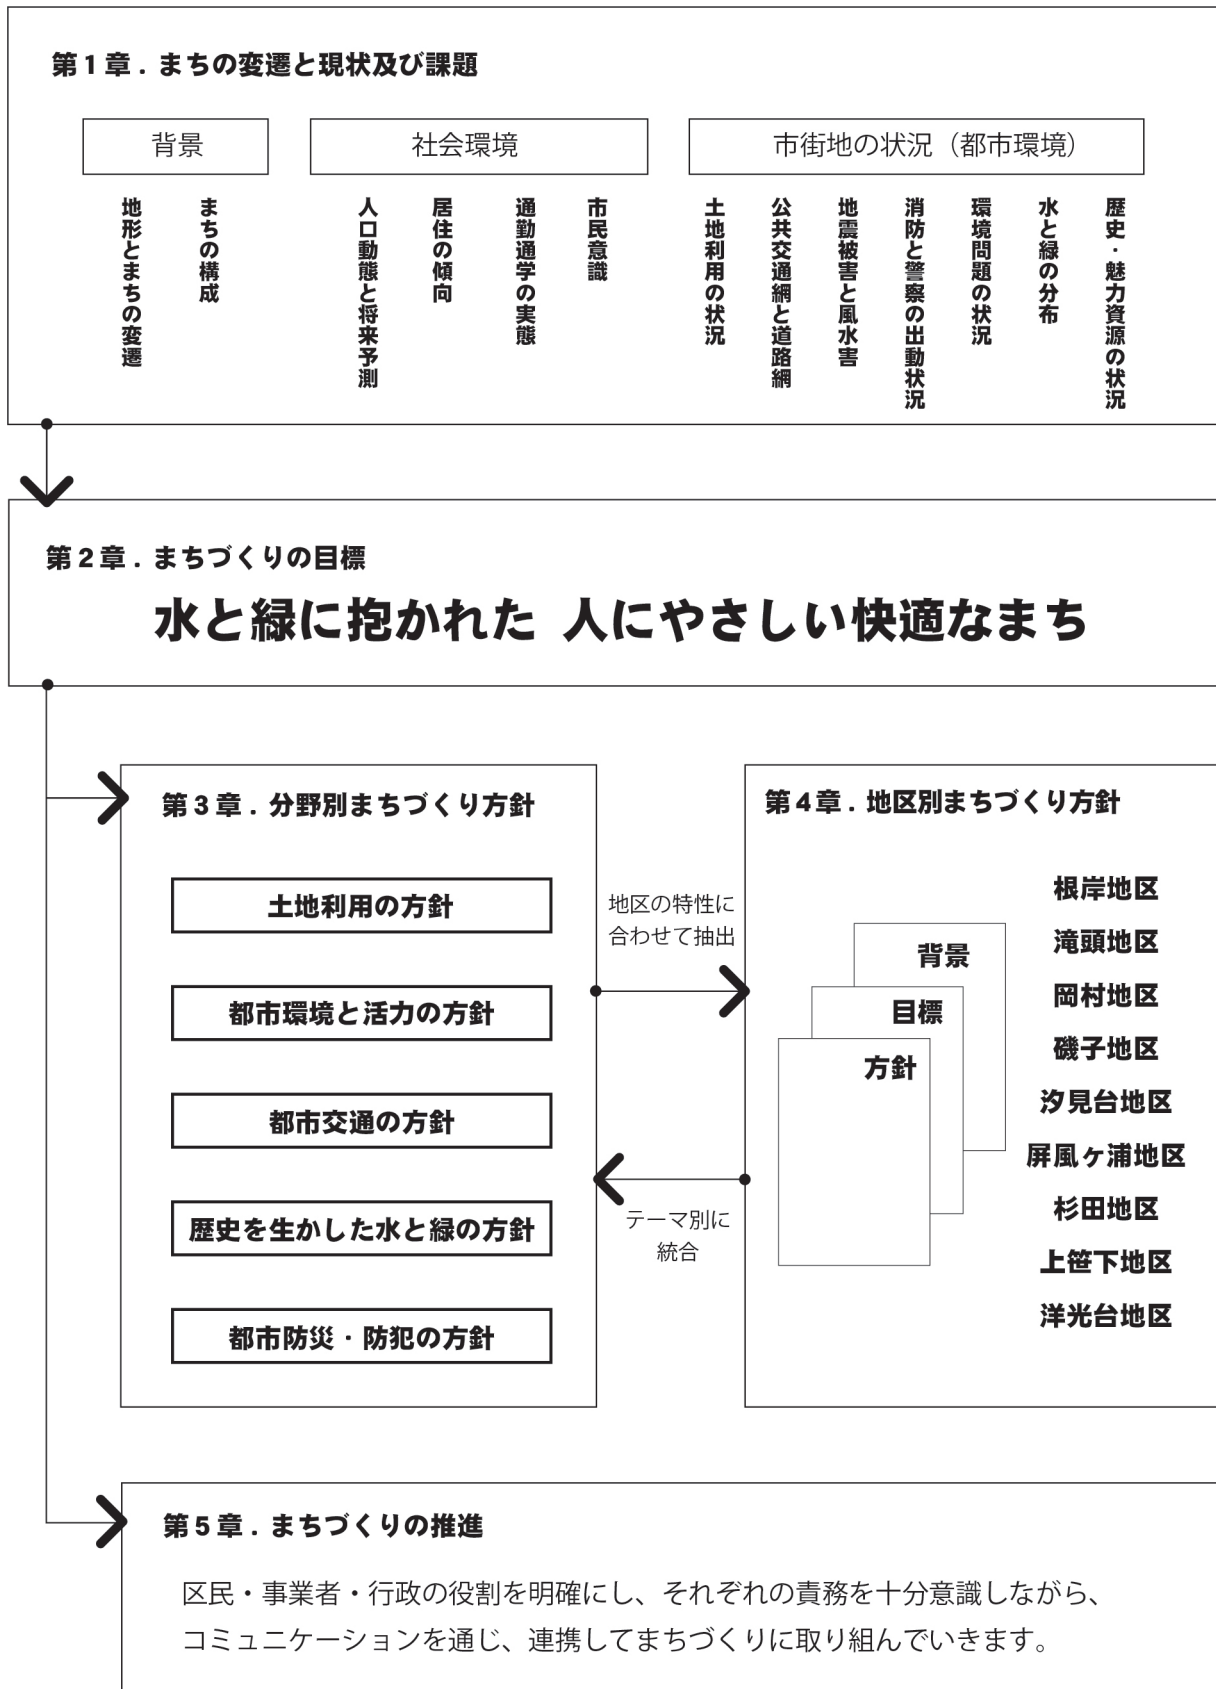 第1章．まちの変遷と現状及び課題
背景
地形とまちの変遷
まちの構成
社会環境
人口動態と将来予測
居住の傾向
通勤通学の実態
市民意識
市街地の状況（都市環境）
土地利用の状況
公共交通網と道路網
地震被害と風水害
消防と警察の出動状況
環境問題の状況
水と緑の分布
歴史・魅力資源の状況
第2章．まちづくりの目標
水と緑に抱かれた 人にやさしい快適なまち
第3章．分野別まちづくり方針
土地利用の方針
都市環境と活力の方針
都市交通の方針
歴史を生かした水と緑の方針
都市防災・防犯の方針
地区の特性に
合わせて抽出
テーマ別に
統合
第4章．地区別まちづくり方針
背景
目標
方針
根岸地区
滝頭地区
岡村地区
磯子地区
汐見台地区
屏風ヶ浦地区
杉田地区
上笹下地区
洋光台地区
第5章．まちづくりの推進
区民・事業者・行政の役割を明確にし、それぞれの責務を十分意識しながら、
コミュニケーションを通じ、連携してまちづくりに取り組んでいきます。